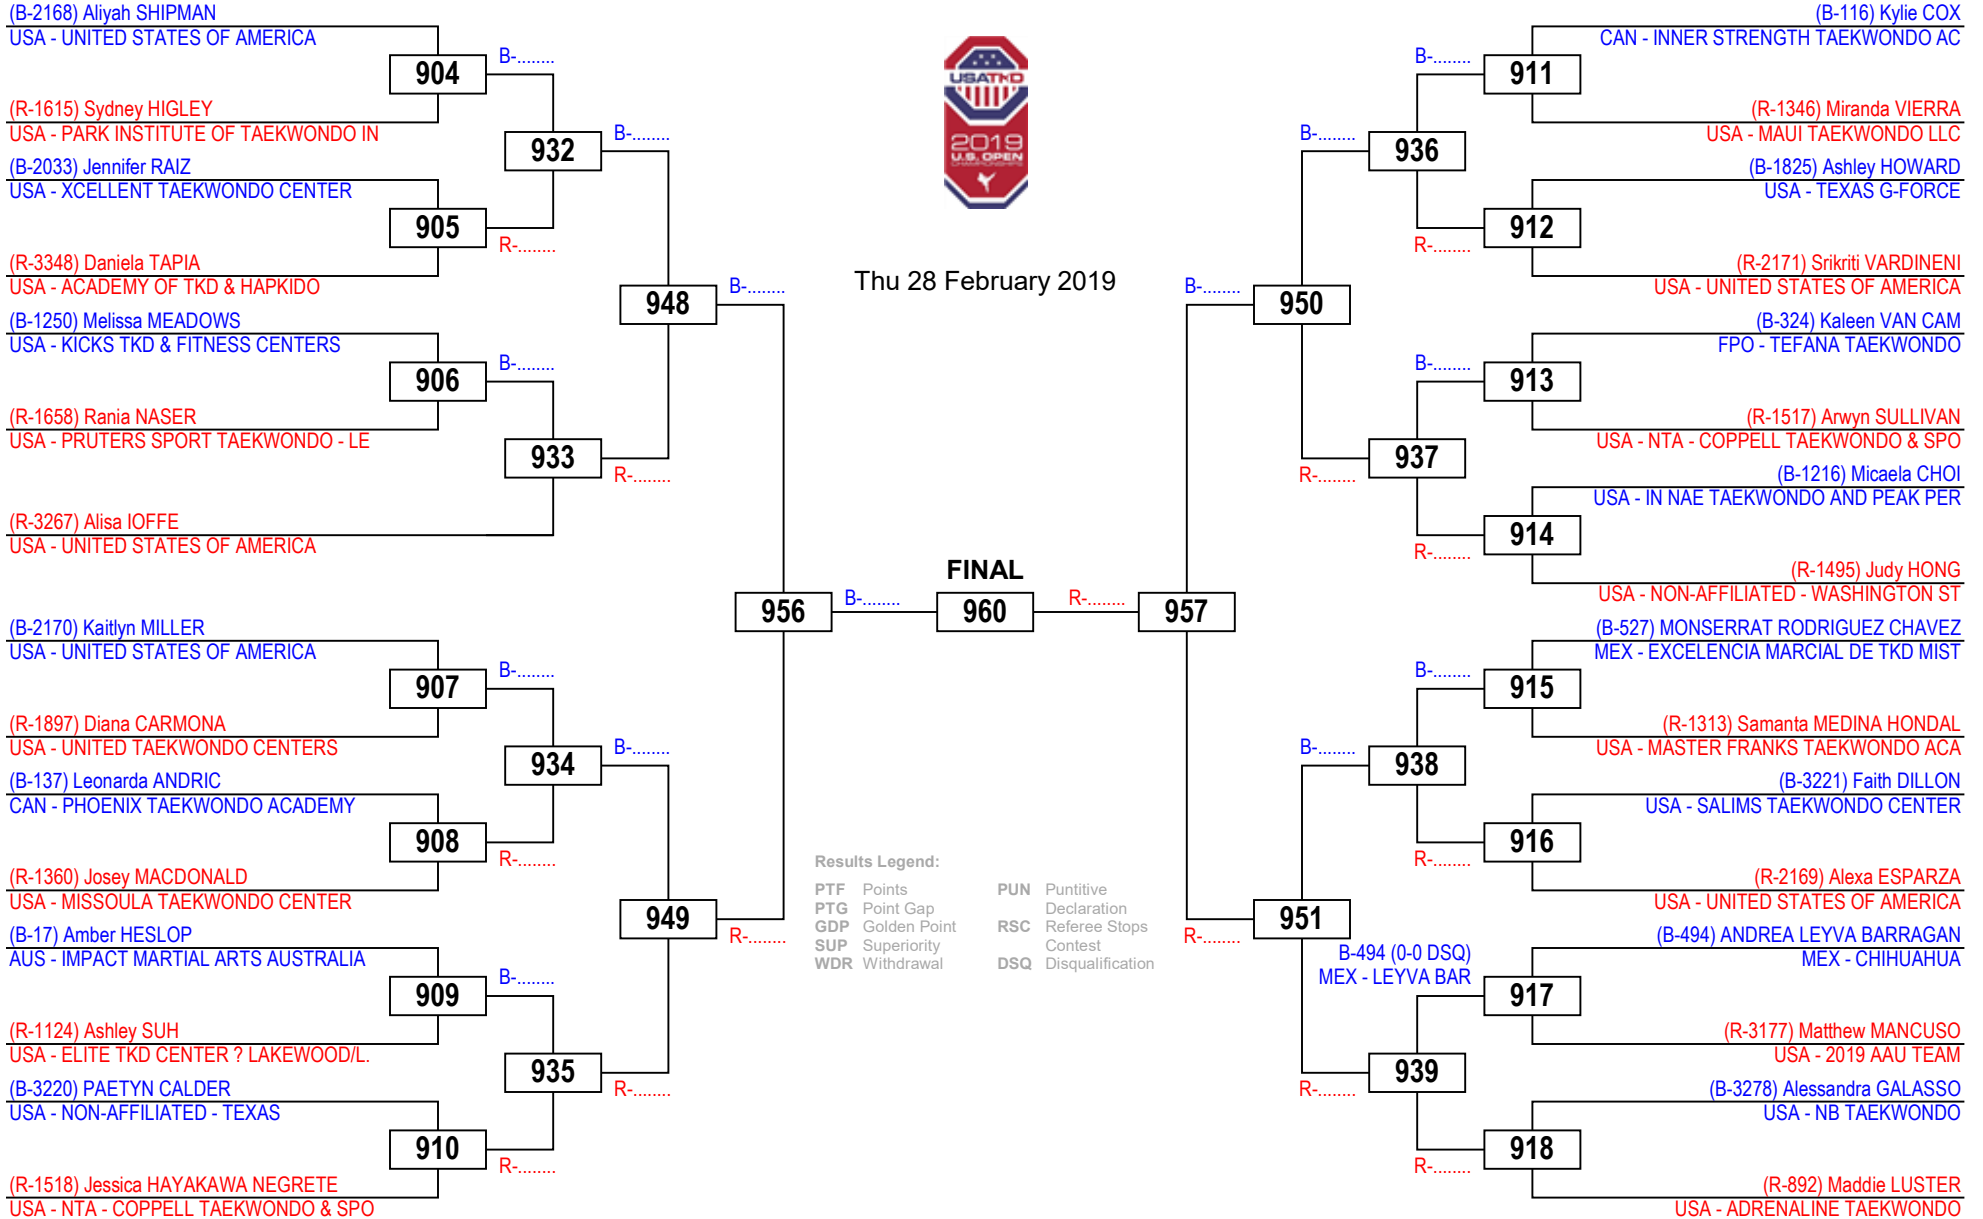 (B-2168) Aliyah SHIPMAN
USA - UNITED STATES OF AMERICA
904
B-........
(R-1615) Sydney HIGLEY
USA - PARK INSTITUTE OF TAEKWONDO IN
932
B-........
(B-2033) Jennifer RAIZ
USA - XCELLENT TAEKWONDO CENTER
905
R-........
(R-3348) Daniela TAPIA
USA - ACADEMY OF TKD & HAPKIDO
948
B-........
(B-1250) Melissa MEADOWS
USA - KICKS TKD & FITNESS CENTERS
906
B-........
(R-1658) Rania NASER
USA - PRUTERS SPORT TAEKWONDO - LE
933
R-........
(R-3267) Alisa IOFFE
USA - UNITED STATES OF AMERICA
956
B-........
(B-2170) Kaitlyn MILLER
USA - UNITED STATES OF AMERICA
907
B-........
(R-1897) Diana CARMONA
USA - UNITED TAEKWONDO CENTERS
934
B-........
(B-137) Leonarda ANDRIC
CAN - PHOENIX TAEKWONDO ACADEMY
908
R-........
(R-1360) Josey MACDONALD
USA - MISSOULA TAEKWONDO CENTER
949
R-........
(B-17) Amber HESLOP
AUS - IMPACT MARTIAL ARTS AUSTRALIA
909
B-........
(R-1124) Ashley SUH
USA - ELITE TKD CENTER ? LAKEWOOD/L.
935
R-........
(B-3220) PAETYN CALDER
USA - NON-AFFILIATED - TEXAS
910
R-........
(R-1518) Jessica HAYAKAWA NEGRETE
USA - NTA - COPPELL TAEKWONDO & SPO
USATKD
2019
U.S. OPEN
CHAMPIONSHIPS
Thu 28 February 2019
FINAL
960
Results Legend:
PTF Points
PTG Point Gap
GDP Golden Point
SUP Superiority
WDR Withdrawal
PUN Puntitive
Declaration
RSC Referee Stops
Contest
DSQ Disqualification
(B-116) Kylie COX
CAN - INNER STRENGTH TAEKWONDO AC
B-........
911
(R-1346) Miranda VIERRA
USA - MAUI TAEKWONDO LLC
B-........
936
(B-1825) Ashley HOWARD
USA - TEXAS G-FORCE
R-........
912
(R-2171) Srikriti VARDINENI
USA - UNITED STATES OF AMERICA
B-........
950
(B-324) Kaleen VAN CAM
FPO - TEFANA TAEKWONDO
B-........
913
(R-1517) Arwyn SULLIVAN
USA - NTA - COPPELL TAEKWONDO & SPO
R-........
937
(B-1216) Micaela CHOI
USA - IN NAE TAEKWONDO AND PEAK PER
R-........
914
(R-1495) Judy HONG
USA - NON-AFFILIATED - WASHINGTON ST
R-........
957
(B-527) MONSERRAT RODRIGUEZ CHAVEZ
MEX - EXCELENCIA MARCIAL DE TKD MIST
B-........
915
(R-1313) Samanta MEDINA HONDAL
USA - MASTER FRANKS TAEKWONDO ACA
B-........
938
(B-3221) Faith DILLON
USA - SALIMS TAEKWONDO CENTER
R-........
916
(R-2169) Alexa ESPARZA
USA - UNITED STATES OF AMERICA
R-........
951
(B-494) ANDREA LEYVA BARRAGAN
MEX - CHIHUAHUA
B-494 (0-0 DSQ)
MEX - LEYVA BAR
917
(R-3177) Matthew MANCUSO
USA - 2019 AAU TEAM
R-........
939
(B-3278) Alessandra GALASSO
USA - NB TAEKWONDO
R-........
918
(R-892) Maddie LUSTER
USA - ADRENALINE TAEKWONDO